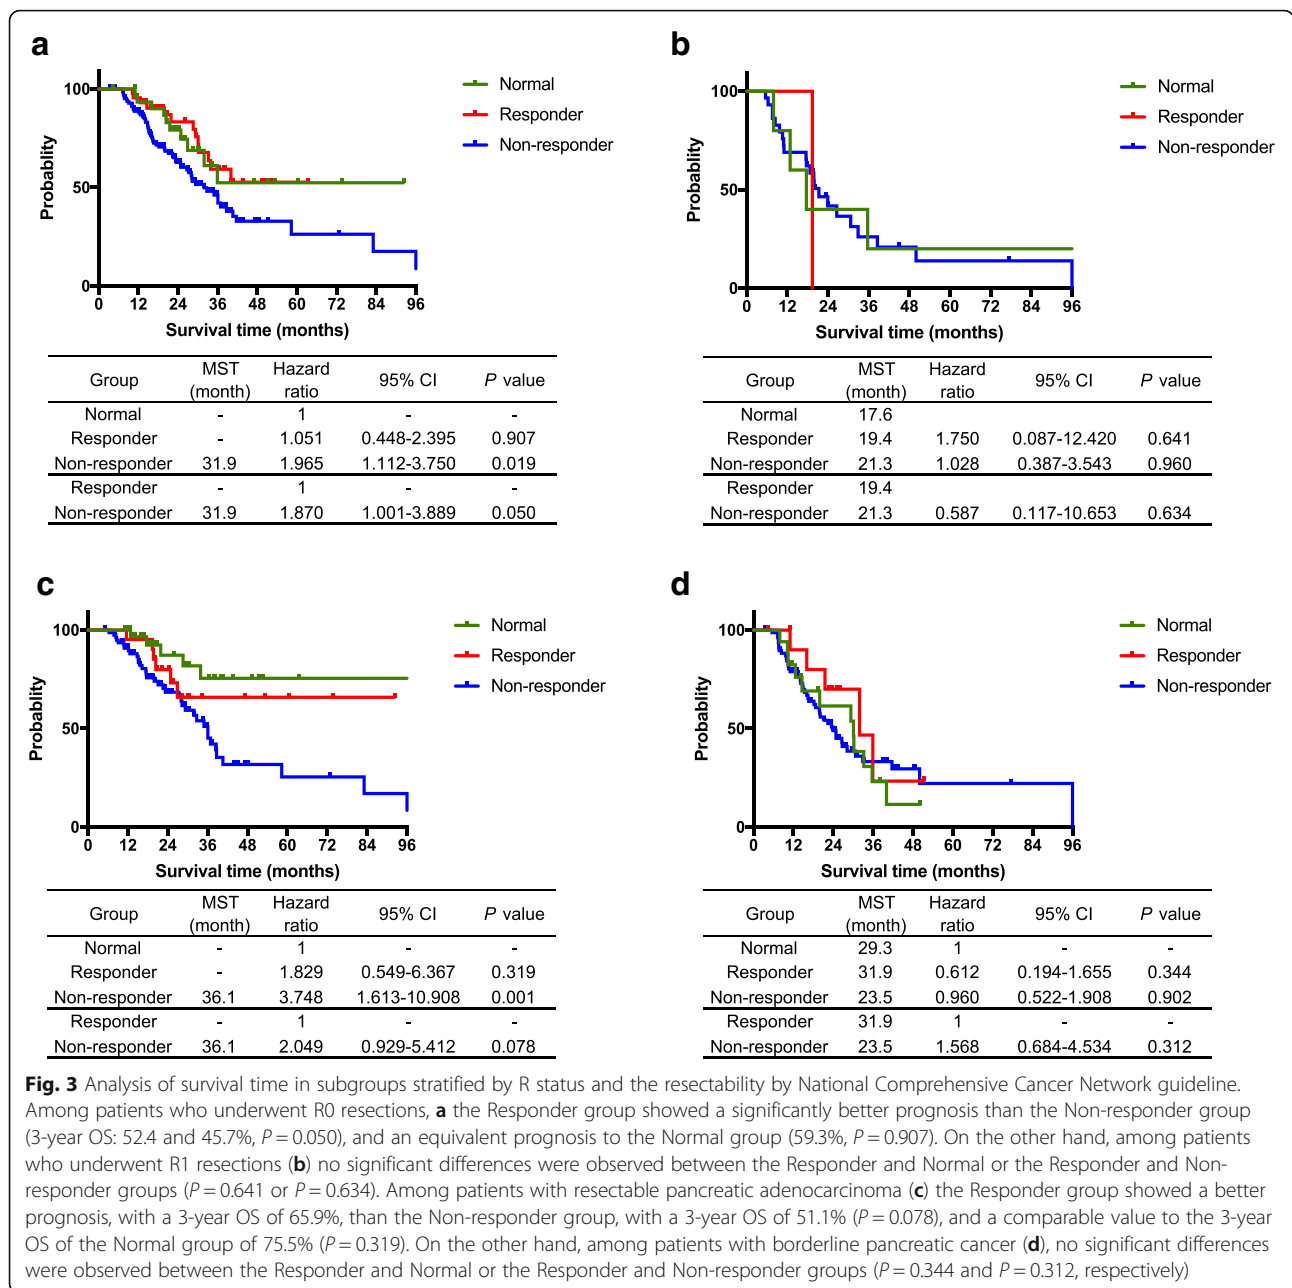 a
100
50
0
Probablity
0 12 24 36 48 60 72 84 96
Survival time (months)
Normal
Responder
Non-responder
Group MST (month) Hazard ratio 95% CI P value
Normal - 1 - -
Responder - 1.051 0.448-2.395 0.907
Non-responder 31.9 1.965 1.112-3.750 0.019
Responder - 1 - -
Non-responder 31.9 1.870 1.001-3.889 0.050
b
100
50
0
Probablity
0 12 24 36 48 60 72 84 96
Survival time (months)
Normal
Responder
Non-responder
Group MST (month) Hazard ratio 95% CI P value
Normal 17.6
Responder 19.4 1.750 0.087-12.420 0.641
Non-responder 21.3 1.028 0.387-3.543 0.960
Responder 19.4
Non-responder 21.3 0.587 0.117-10.653 0.634
c
100
50
0
Probablity
0 12 24 36 48 60 72 84 96
Survival time (months)
Normal
Responder
Non-responder
Group MST (month) Hazard ratio 95% CI P value
Normal - 1 - -
Responder - 1.829 0.549-6.367 0.319
Non-responder 36.1 3.748 1.613-10.908 0.001
Responder - 1 - -
Non-responder 36.1 2.049 0.929-5.412 0.078
d
100
50
0
Probablity
0 12 24 36 48 60 72 84 96
Survival time (months)
Normal
Responder
Non-responder
Group MST (month) Hazard ratio 95% CI P value
Normal 29.3 1 - -
Responder 31.9 0.612 0.194-1.655 0.344
Non-responder 23.5 0.960 0.522-1.908 0.902
Responder 31.9 1 - -
Non-responder 23.5 1.568 0.684-4.534 0.312
Fig. 3 Analysis of survival time in subgroups stratified by R status and the resectability by National Comprehensive Cancer Network guideline.
Among patients who underwent R0 resections, a the Responder group showed a significantly better prognosis than the Non-responder group
(3-year OS: 52.4 and 45.7%, P = 0.050), and an equivalent prognosis to the Normal group (59.3%, P = 0.907). On the other hand, among patients
who underwent R1 resections (b) no significant differences were observed between the Responder and Normal or the Responder and Non-
responder groups (P = 0.641 or P = 0.634). Among patients with resectable pancreatic adenocarcinoma (c) the Responder group showed a better
prognosis, with a 3-year OS of 65.9%, than the Non-responder group, with a 3-year OS of 51.1% (P = 0.078), and a comparable value to the 3-year
OS of the Normal group of 75.5% (P = 0.319). On the other hand, among patients with borderline pancreatic cancer (d), no significant differences
were observed between the Responder and Normal or the Responder and Non-responder groups (P = 0.344 and P = 0.312, respectively)